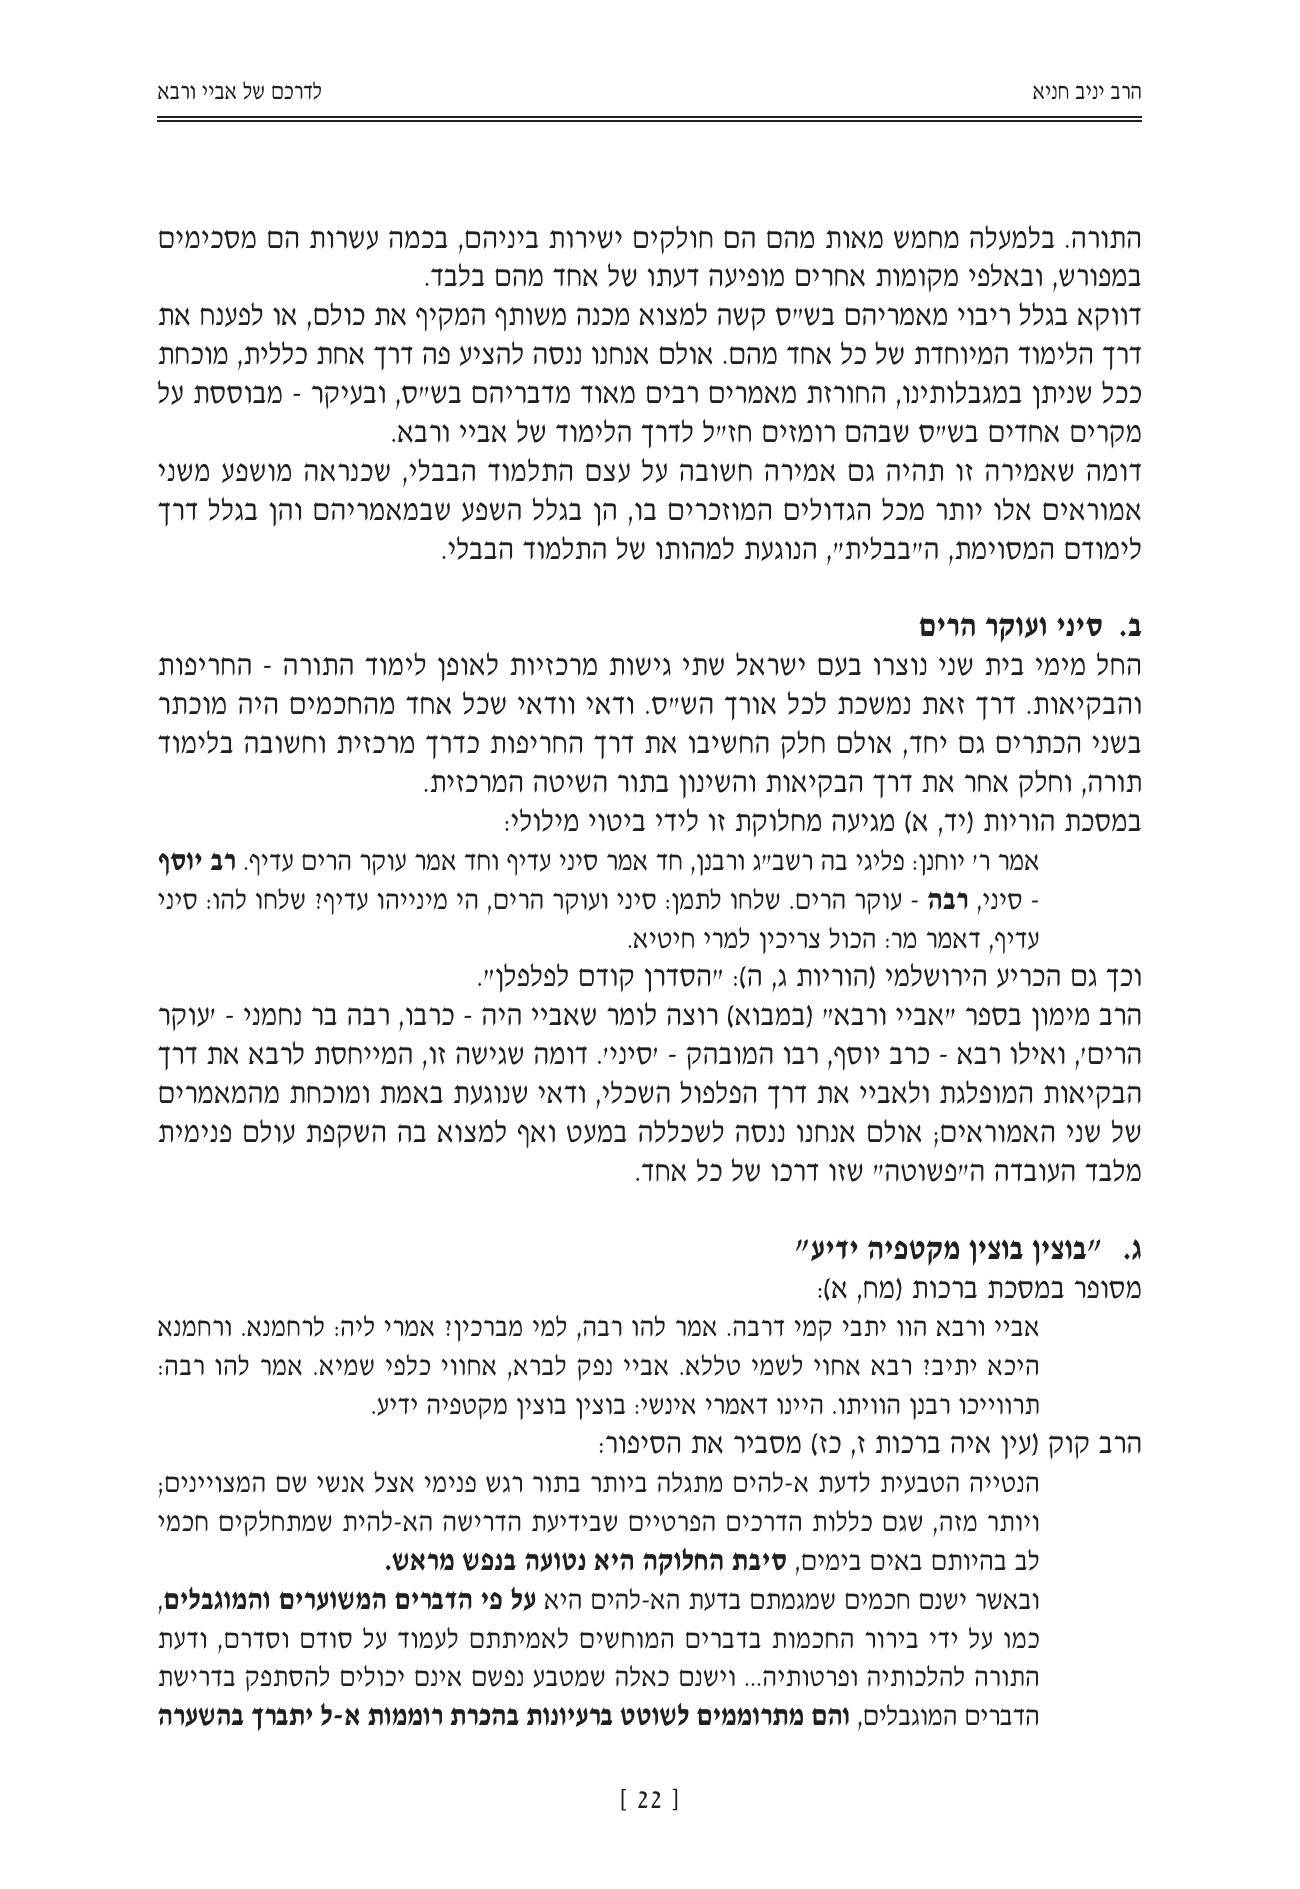 הרב יניב חניא
לדרכם של אביי ורבא
התורה. בלמעלה מחמש מאות מהם הם חולקים ישירות ביניהם, בכמה עשרות הם מסכימים
במפורש, ובאלפי מקומות אחרים מופיעה דעתו של אחד מהם בלבד.
דווקא בגלל ריבוי מאמריהם בש״ס קשה למצוא מכנה משותף המקיף את כולם, או לפענח את
דרך הלימוד המיוחדת של כל אחד מהם. אולם אנחנו ננסה להציע פה דרך אחת כללית, מוכחת
ככל שניתן במגבלותינו, החורזת מאמרים רבים מאוד מדבריהם בש״ס, ובעיקר - מבוססת על
מקרים אחדים בש״ס שבהם רומזים חז״ל לדרך הלימוד של אביי ורבא.
דומה שאמירה זו תהיה גם אמירה חשובה על עצם התלמוד הבבלי, שכנראה מושפע משני
אמוראים אלו יותר מכל הגדולים המוזכרים בו, הן בגלל השפע שבמאמריהם והן בגלל דרך
לימודם המסוימת, ה״בבלית״, הנוגעת למהותו של התלמוד הבבלי.
ב. סיני ועוקר הרים
החל מימי בית שני נוצרו בעם ישראל שתי גישות מרכזיות לאופן לימוד התורה - החריפות
והבקיאות. דרך זאת נמשכת לכל אורך הש״ס. ודאי וודאי שכל אחד מהחכמים היה מוכתר
בשני הכתרים גם יחד, אולם חלק החשיבו את דרך החריפות כדרך מרכזית וחשובה בלימוד
תורה, וחלק אחר את דרך הבקיאות והשינון בתור השיטה המרכזית.
במסכת הוריות (יד, א) מגיעה מחלוקת זו לידי ביטוי מילולי:
אמר ר׳ יוחנן: פליגי בה רשב״ג ורבנן, חד אמר סיני עדיף וחד אמר עוקר הרים עדיף. רב יוסף
- סיני, רבה - עוקר הרים. שלחו לתמן: סיני ועוקר הרים, הי מינייהו עדיף? שלחו להו: סיני
עדיף, דאמר מר: הכול צריכין למרי חיטיא.
וכך גם הכריע הירושלמי (הוריות ג, ה): ״הסדרן קודם לפלפלן״.
הרב מימון בספר ״אביי ורבא״ (במבוא) רוצה לומר שאביי היה - כרבו, רבה בר נחמני - ׳עוקר
הרים׳, ואילו רבא - כרב יוסף, רבו המובהק - ׳סיני׳. דומה שגישה זו, המייחסת לרבא את דרך
הבקיאות המופלגת ולאביי את דרך הפלפול השכלי, ודאי שנוגעת באמת ומוכחת מהמאמרים
של שני האמוראים; אולם אנחנו ננסה לשכללה במעט ואף למצוא בה השקפת עולם פנימית
מלבד העובדה ה״פשוטה״ שזו דרכו של כל אחד.
ג. ״בוצין בוצין מקטפיה ידיע״
מסופר במסכת ברכות (מח, א):
אביי ורבא הוו יתבי קמי דרבה. אמר להו רבה, למי מברכין? אמרי ליה: לרחמנא. ורחמנא
היכא יתיב? רבא אחוי לשמי טללא. אביי נפק לברא, אחווי כלפי שמיא. אמר להו רבה:
תרווייכו רבנן הוויתו. היינו דאמרי אינשי: בוצין בוצין מקטפיה ידיע.
הרב קוק (עין איה ברכות ז, כז) מסביר את הסיפור:
הנטייה הטבעית לדעת א-להים מתגלה ביותר בתור רגש פנימי אצל אנשי שם המצויינים;
ויותר מזה, שגם כללות הדרכים הפרטיים שבידיעת הדרישה הא-להית שמתחלקים חכמי
לב בהיותם באים בימים, סיבת החלוקה היא נטועה בנפש מראש.
ובאשר ישנם חכמים שמגמתם בדעת הא-להים היא על פי הדברים המשוערים והמוגבלים,
כמו על ידי בירור החכמות בדברים המוחשים לאמיתתם לעמוד על סודם וסדרם, ודעת
התורה להלכותיה ופרטותיה... וישנם כאלה שמטבע נפשם אינם יכולים להסתפק בדרישת
הדברים המוגבלים, והם מתרוממים לשוטט ברעיונות בהכרת רוממות א-ל יתברך בהשערה
[ 22 ]